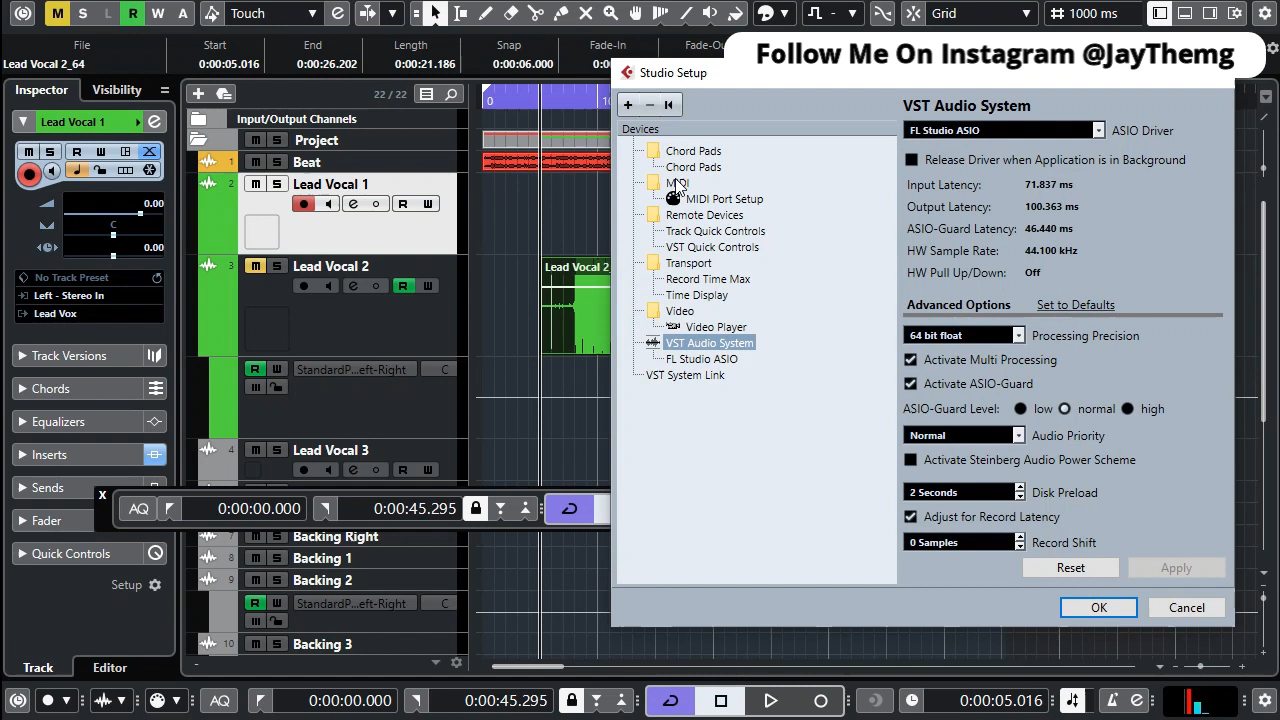 M S L R W A Touch Grid 1000 ms
File Start End Length Snap Fade-In Fade-Ou
Lead Vocal 2_64 0:00:05.016 0:00:26.202 0:00:21.186 0:00:06.000
Follow Me On Instagram @JayThemg
Inspector Visibility
Lead Vocal 1
M S R W
0.00
C
0.00
No Track Preset
Left - Stereo In
Lead Vox
Track Versions
Chords
Equalizers
Inserts
Sends
Fader
Quick Controls
Setup
Track Editor
22 / 22
Input/Output Channels
M S Project
1 M S Beat
2 M S Lead Vocal 1
R W
3 M S Lead Vocal 2
R W
R W StandardP...eft-Right C
4 M S Lead Vocal 3
R W
X
AQ 0:00:00.000 0:00:45.295
7 M S Backing Right
8 M S Backing 1
9 M S Backing 2
R W StandardP...eft-Right C
10 M S Backing 3
0 10
Lead Vocal 2_
Studio Setup
Devices
Chord Pads
Chord Pads
MIDI
MIDI Port Setup
Remote Devices
Track Quick Controls
VST Quick Controls
Transport
Record Time Max
Time Display
Video
Video Player
VST Audio System
FL Studio ASIO
VST System Link
VST Audio System
FL Studio ASIO ASIO Driver
Release Driver when Application is in Background
Input Latency: 71.837 ms
Output Latency: 100.363 ms
ASIO-Guard Latency: 46.440 ms
HW Sample Rate: 44.100 kHz
HW Pull Up/Down: Off
Advanced Options Set to Defaults
64 bit float Processing Precision
Activate Multi Processing
Activate ASIO-Guard
ASIO-Guard Level: low normal high
Normal Audio Priority
Activate Steinberg Audio Power Scheme
2 Seconds Disk Preload
Adjust for Record Latency
0 Samples Record Shift
Reset Apply
OK Cancel
AQ 0:00:00.000 0:00:45.295 0:00:05.016